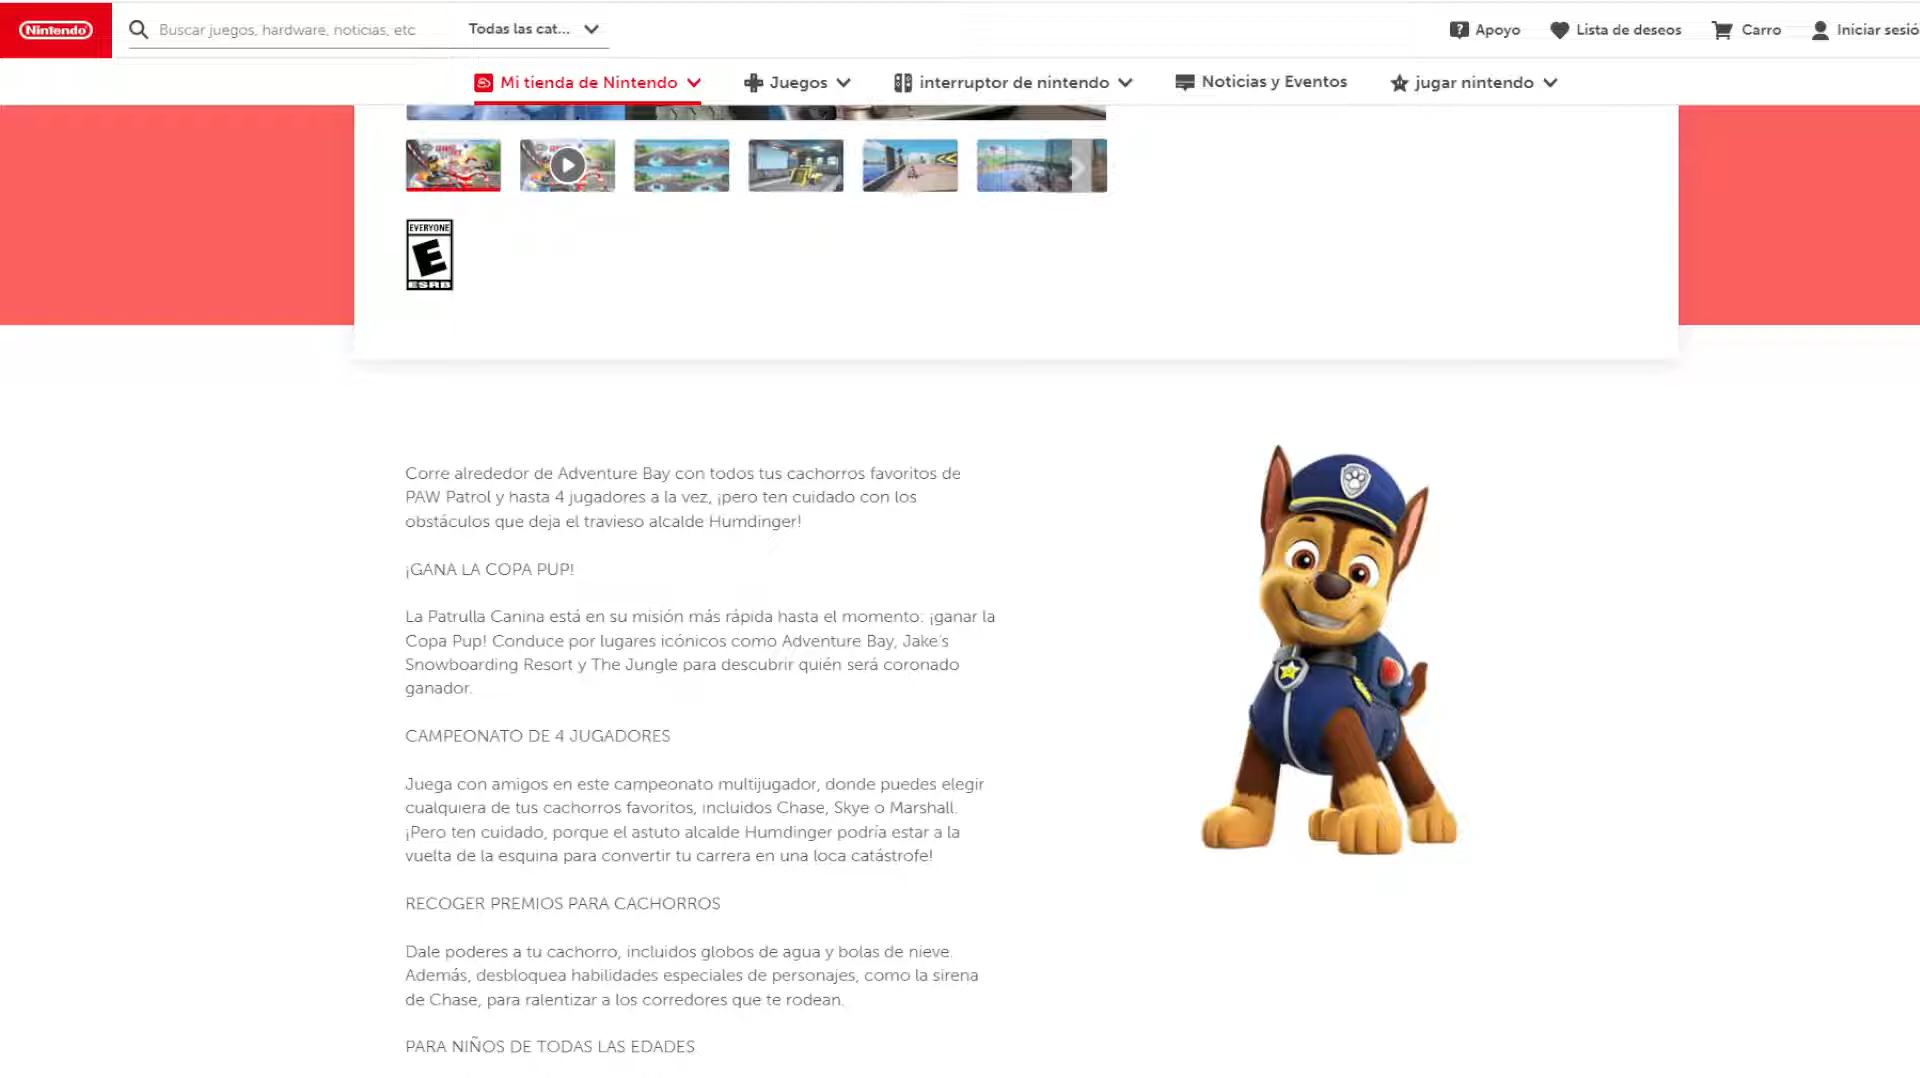 Nintendo
Buscar juegos, hardware, noticias, etc
Todas las cat...
Apoyo
Lista de deseos
Carro
Iniciar sesió
Mi tienda de Nintendo
Juegos
interruptor de nintendo
Noticias y Eventos
jugar nintendo
EVERYONE
E
ESRB
Corre alrededor de Adventure Bay con todos tus cachorros favoritos de
PAW Patrol y hasta 4 jugadores a la vez, ¡pero ten cuidado con los
obstáculos que deja el travieso alcalde Humdinger!
¡GANA LA COPA PUP!
La Patrulla Canina está en su misión más rápida hasta el momento: ¡ganar la
Copa Pup! Conduce por lugares icónicos como Adventure Bay, Jake's
Snowboarding Resort y The Jungle para descubrir quién será coronado
ganador.
CAMPEONATO DE 4 JUGADORES
Juega con amigos en este campeonato multijugador, donde puedes elegir
cualquiera de tus cachorros favoritos, incluidos Chase, Skye o Marshall.
¡Pero ten cuidado, porque el astuto alcalde Humdinger podría estar a la
vuelta de la esquina para convertir tu carrera en una loca catástrofe!
RECOGER PREMIOS PARA CACHORROS
Dale poderes a tu cachorro, incluidos globos de agua y bolas de nieve.
Además, desbloquea habilidades especiales de personajes, como la sirena
de Chase, para ralentizar a los corredores que te rodean.
PARA NIÑOS DE TODAS LAS EDADES